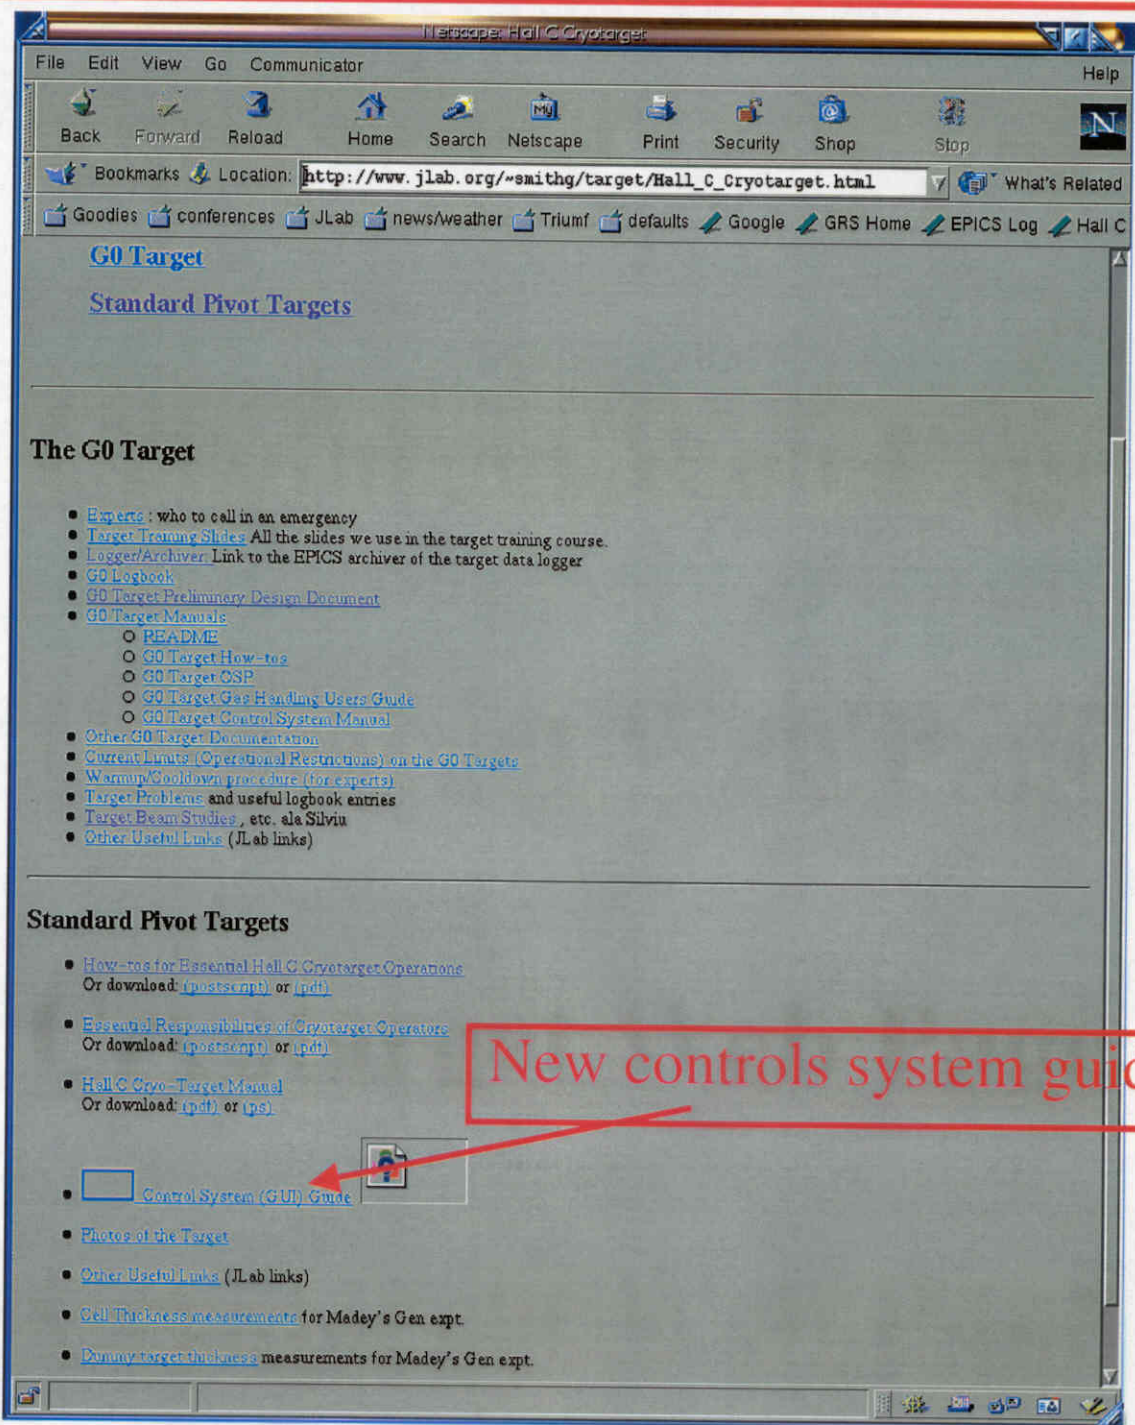 Netscape: Hall C Cryotarget
File Edit View Go Communicator Help
Back Forward Reload Home Search Netscape Print Security Shop Stop
My
N
Bookmarks Location: http://www.jlab.org/~smithg/target/Hall_C_Cryotarget.html What's Related
Goodies conferences JLab news/weather Triumf defaults Google GRS Home EPICS Log Hall C
G0 Target
Standard Pivot Targets
The G0 Target
Experts : who to call in an emergency
Target Training Slides All the slides we use in the target training course.
Logger/Archiver: Link to the EPICS archiver of the target data logger
G0 Logbook
G0 Target Preliminary Design Document
G0 Target Manuals
README
G0 Target How-tos
G0 Target OSP
G0 Target Gas Handling Users Guide
G0 Target Control System Manual
Other G0 Target Documentation
Current Limits (Operational Restrictions) on the G0 Targets
Warmup/Cooldown procedure (for experts)
Target Problems and useful logbook entries
Target Beam Studies , etc. ala Silviu
Other Useful Links (JLab links)
Standard Pivot Targets
How-tos for Essential Hall C Cryotarget Operations
Or download: (postscript) or (pdf)
Essential Responsibilities of Cryotarget Operators
Or download: (postscript) or (pdf)
New controls system guid
Hall C Cryo-Target Manual
Or download: (pdf) or (ps)
Control System (GUI) Guide
Photos of the Target
Other Useful Links (JLab links)
Cell Thickness measurements for Madey's Gen expt.
Dummy target thickness measurements for Madey's Gen expt.